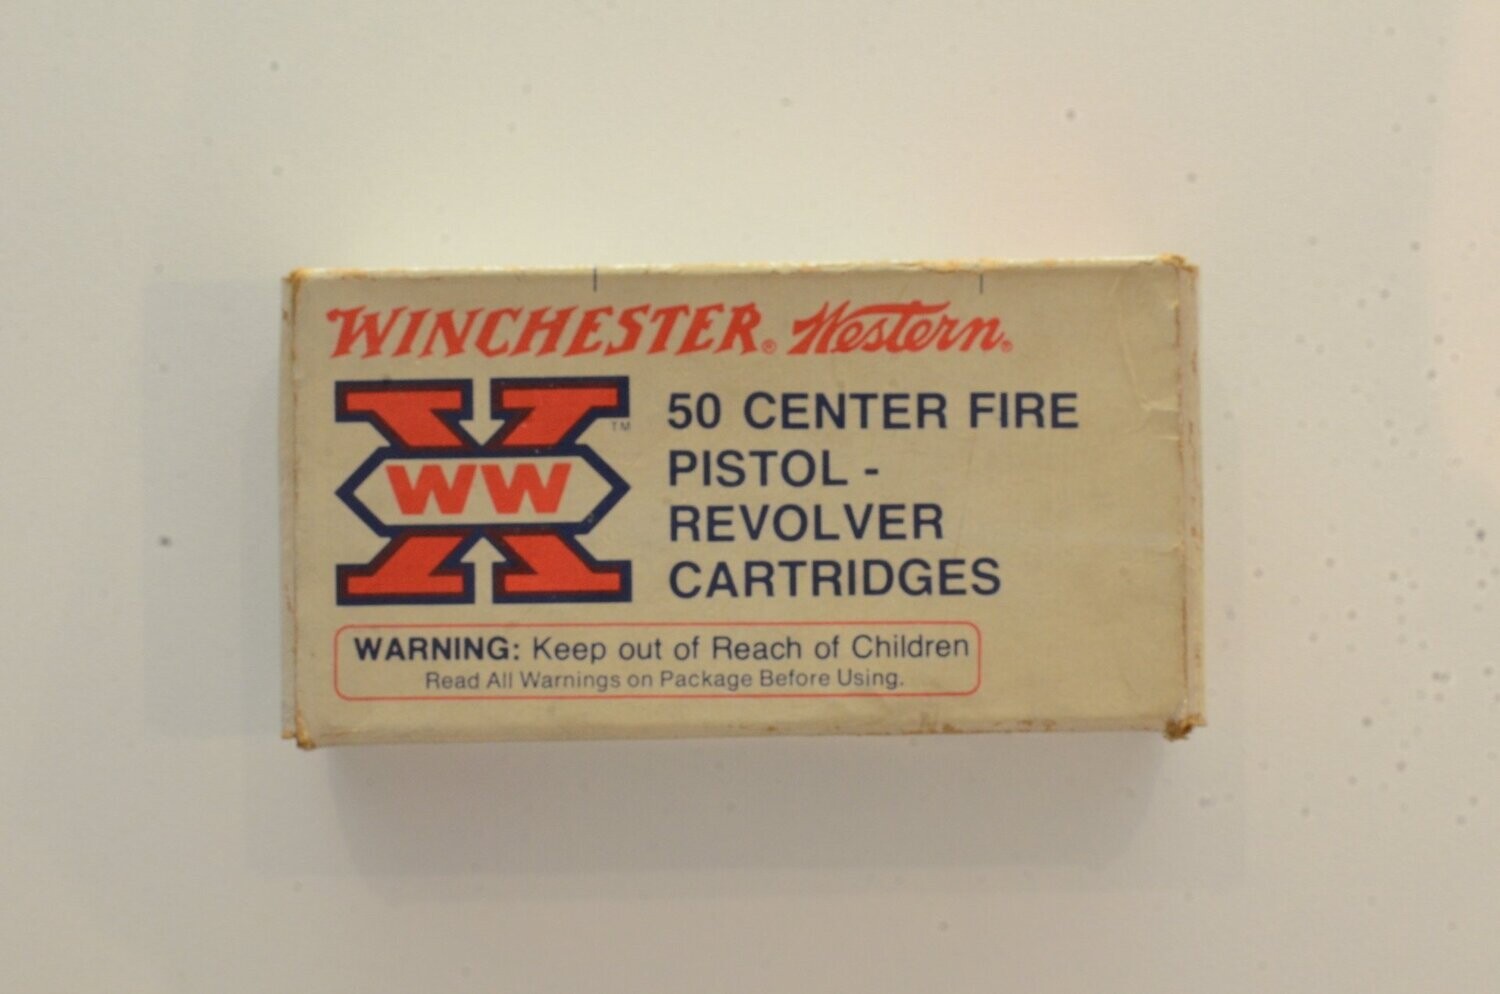 WINCHESTER® Western®
WW
TM
50 CENTER FIRE
PISTOL -
REVOLVER
CARTRIDGES
WARNING: Keep out of Reach of Children
Read All Warnings on Package Before Using.